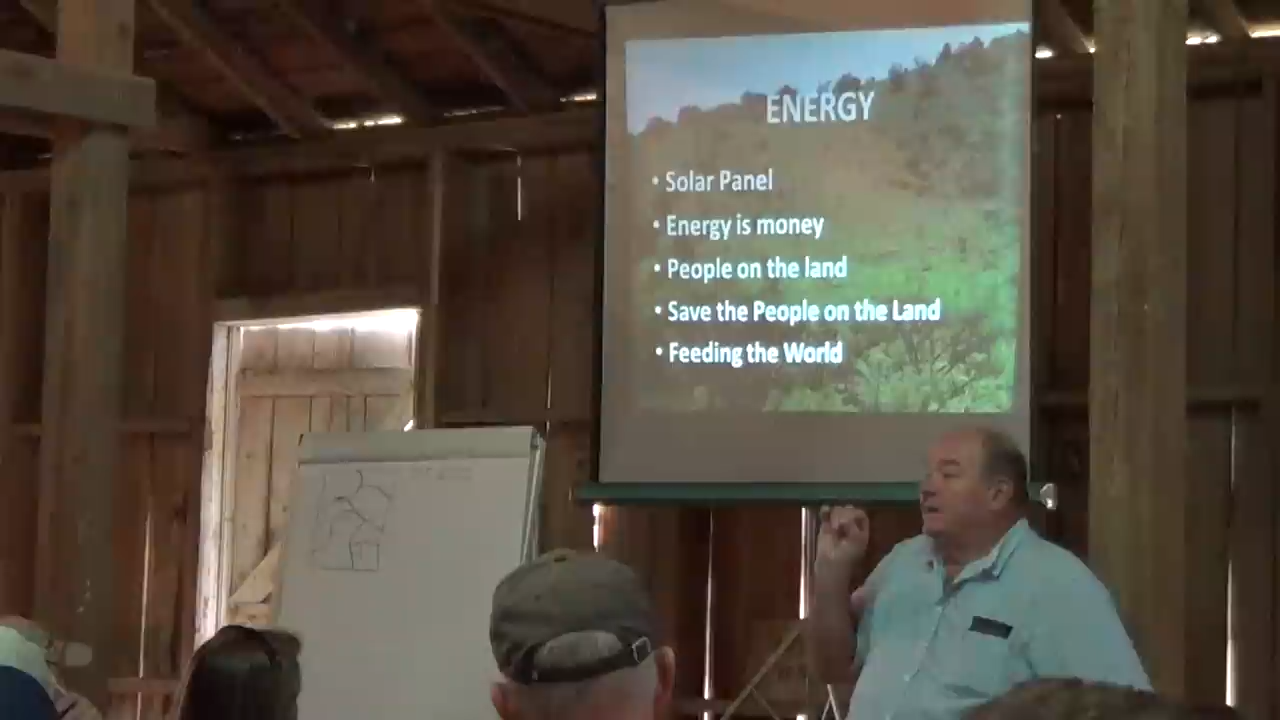 ENERGY
• Solar Panel
• Energy is money
• People on the land
• Save the People on the Land
• Feeding the World